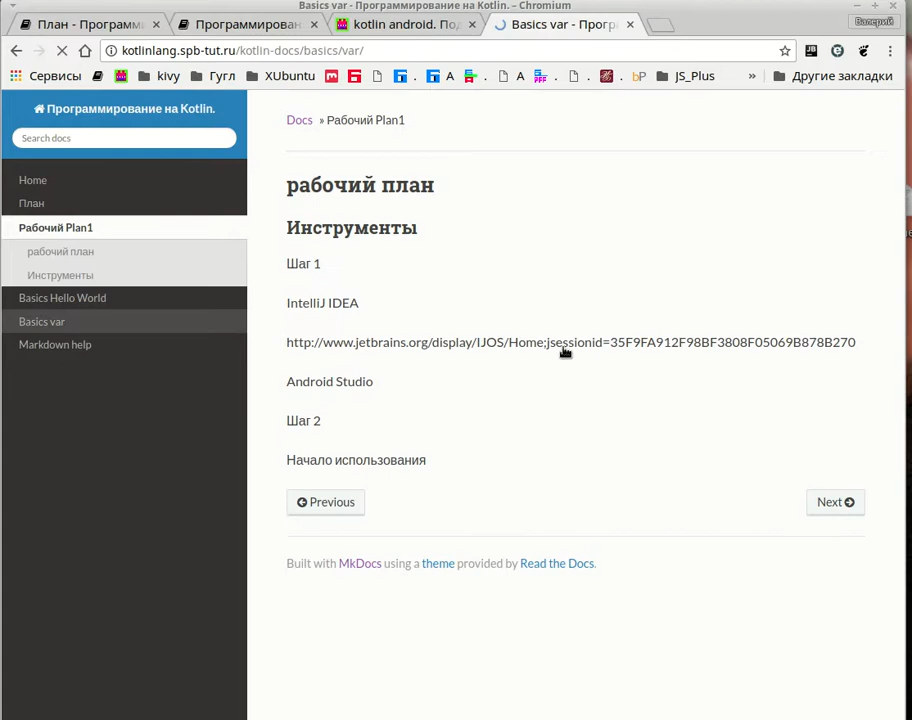 Basics var - Программирование на Kotlin. – Chromium
План - Программи
Программирован
kotlin android. По
Basics var - Прогр
Валерий
kotlinlang.spb-tut.ru/kotlin-docs/basics/var/
Сервисы
kivy
Гугл
XUbuntu
A
A
bP
JS_Plus
»
Другие закладки
Программирование на Kotlin.
Search docs
Home
План
Рабочий Plan1
рабочий план
Инструменты
Basics Hello World
Basics var
Markdown help
Docs » Рабочий Plan1
рабочий план
Инструменты
Шаг 1
IntelliJ IDEA
http://www.jetbrains.org/display/IJOS/Home;jsessionid=35F9FA912F98BF3808F05069B878B270
Android Studio
Шаг 2
Начало использования
Previous
Next
Built with MkDocs using a theme provided by Read the Docs.